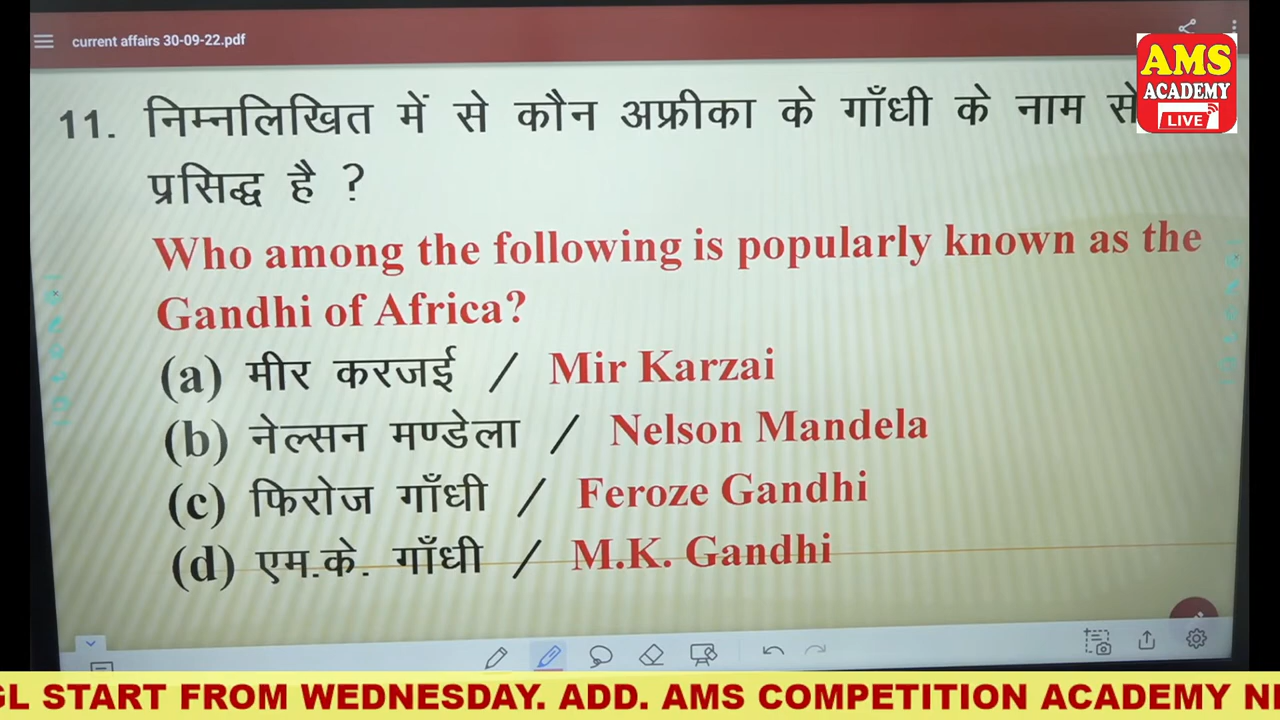 current affairs 30-09-22.pdf
AMS
ACADEMY
LIVE
11. निम्नलिखित में से कौन अफ्रीका के गाँधी के नाम से
प्रसिद्ध है ?
Who among the following is popularly known as the
Gandhi of Africa?
(a) मीर करजई / Mir Karzai
(b) नेल्सन मण्डेला / Nelson Mandela
(c) फिरोज गाँधी / Feroze Gandhi
(d) एम.के. गाँधी / M.K. Gandhi
START FROM WEDNESDAY. ADD. AMS COMPETITION ACADEMY